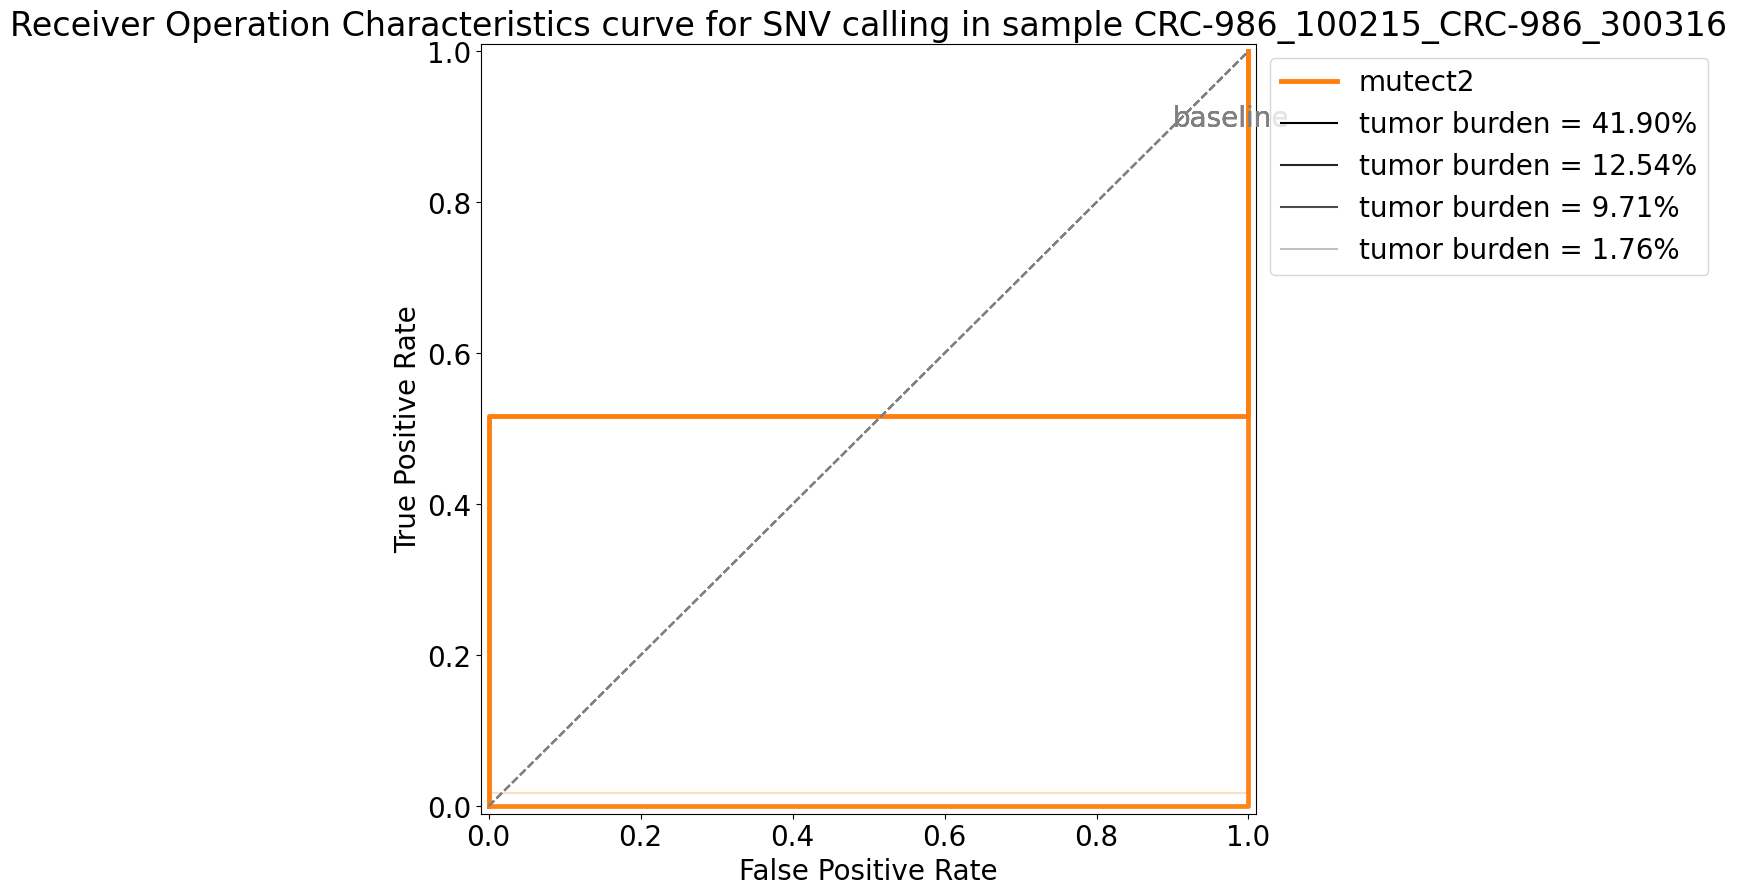 Receiver Operation Characteristics curve for SNV calling in sample CRC-986_100215_CRC-986_300316
1.0
0.8
0.6
0.4
0.2
0.0
True Positive Rate
baseline
0.0 0.2 0.4 0.6 0.8 1.0
False Positive Rate
mutect2
tumor burden = 41.90%
tumor burden = 12.54%
tumor burden = 9.71%
tumor burden = 1.76%